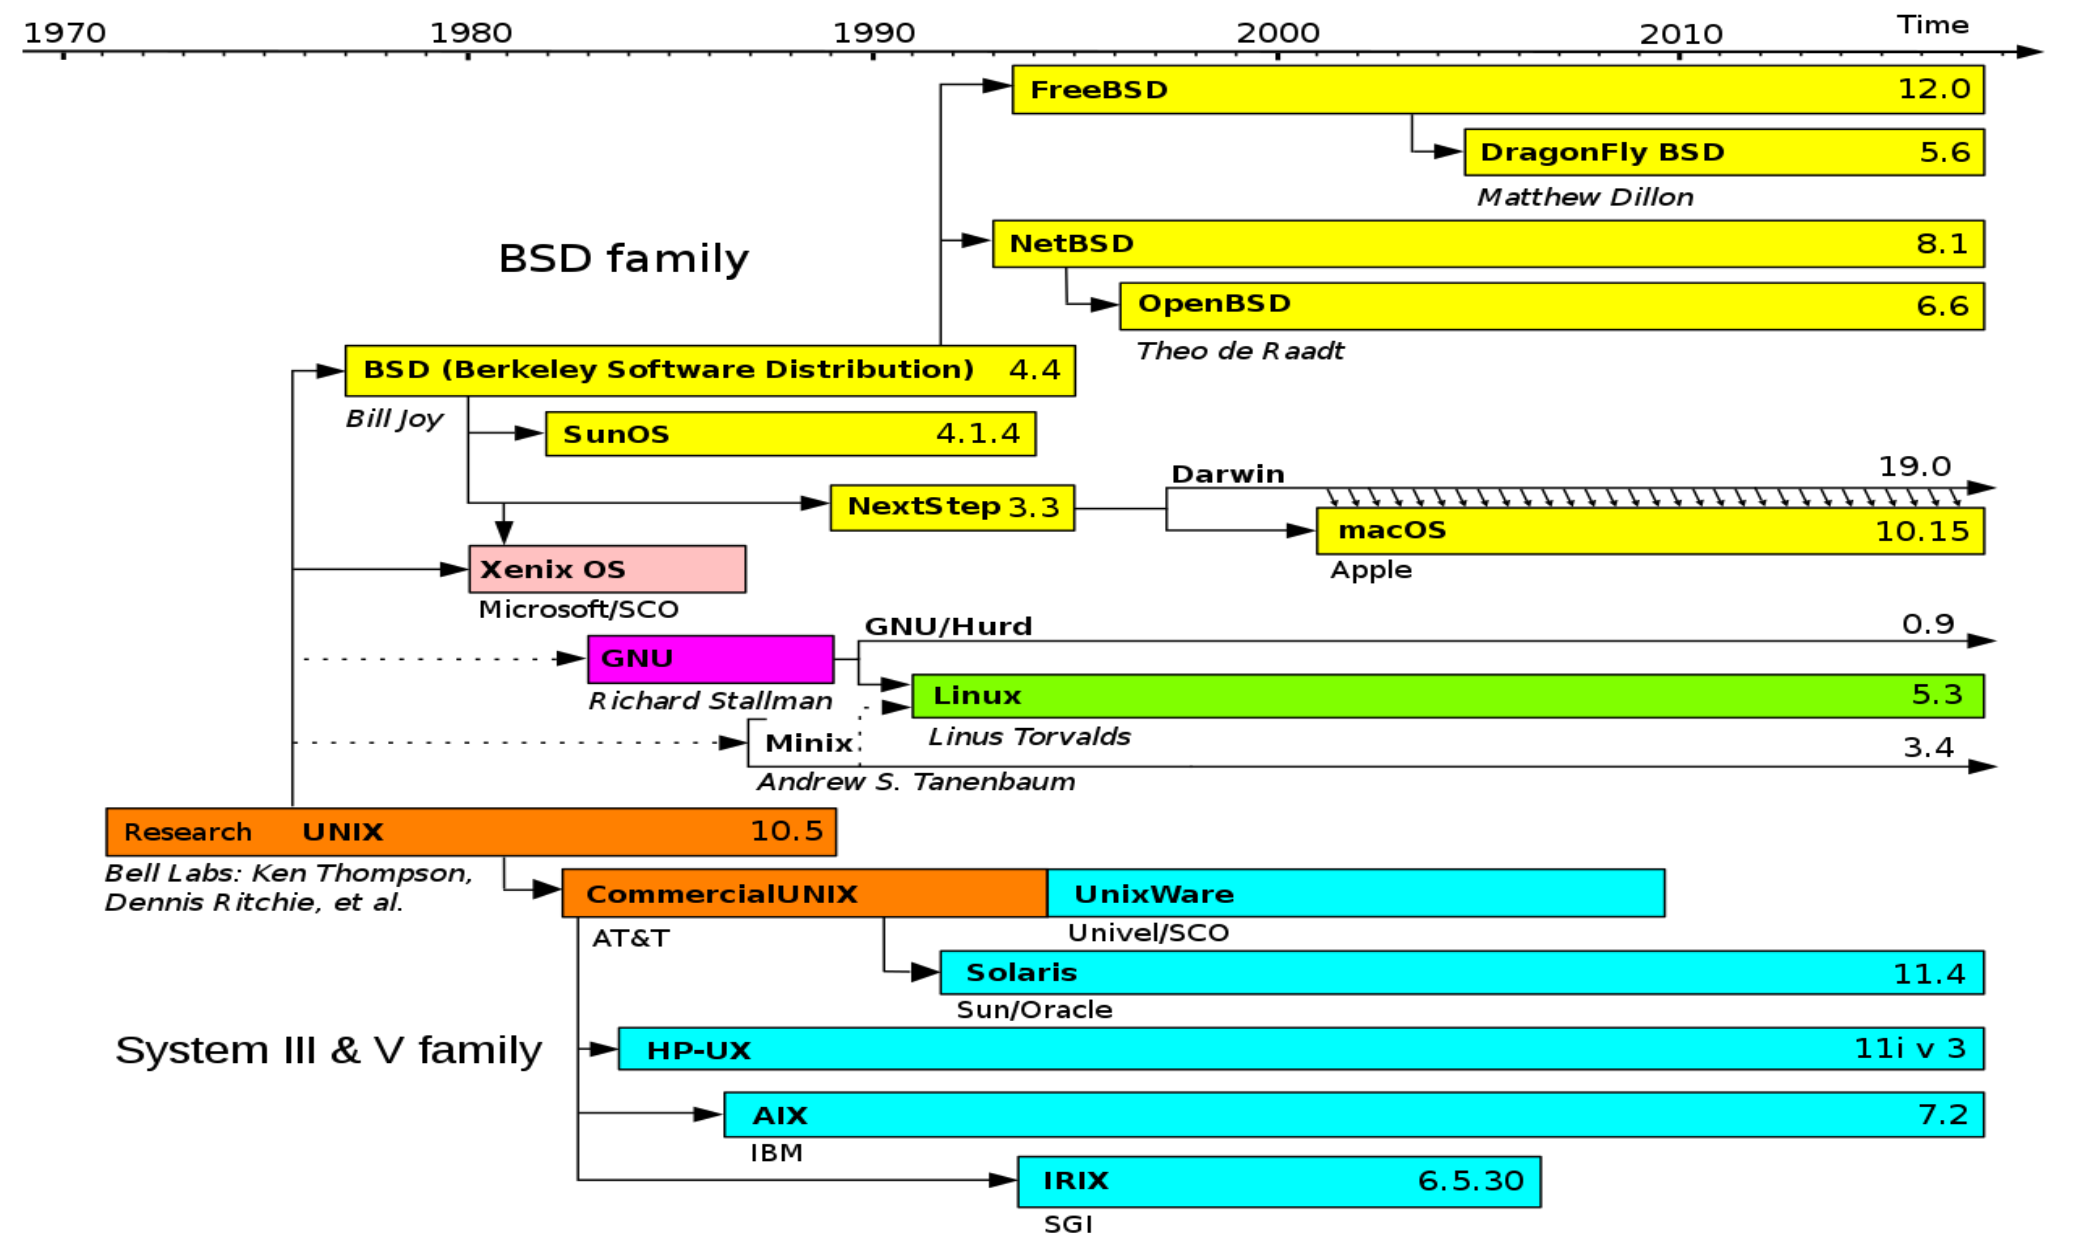 1970 1980 1990 2000 2010 Time
FreeBSD 12.0
DragonFly BSD 5.6
Matthew Dillon
NetBSD 8.1
BSD family
OpenBSD 6.6
Theo de Raadt
BSD (Berkeley Software Distribution) 4.4
Bill Joy
SunOS 4.1.4
Darwin 19.0
NextStep 3.3
macOS 10.15
Apple
Xenix OS
Microsoft/SCO
GNU/Hurd 0.9
GNU
Richard Stallman
Linux 5.3
Linus Torvalds
Minix 3.4
Andrew S. Tanenbaum
Research UNIX 10.5
Bell Labs: Ken Thompson,
Dennis Ritchie, et al.
CommercialUNIX UnixWare
AT&T Univel/SCO
Solaris 11.4
Sun/Oracle
System III & V family
HP-UX 11i v 3
AIX 7.2
IBM
IRIX 6.5.30
SGI